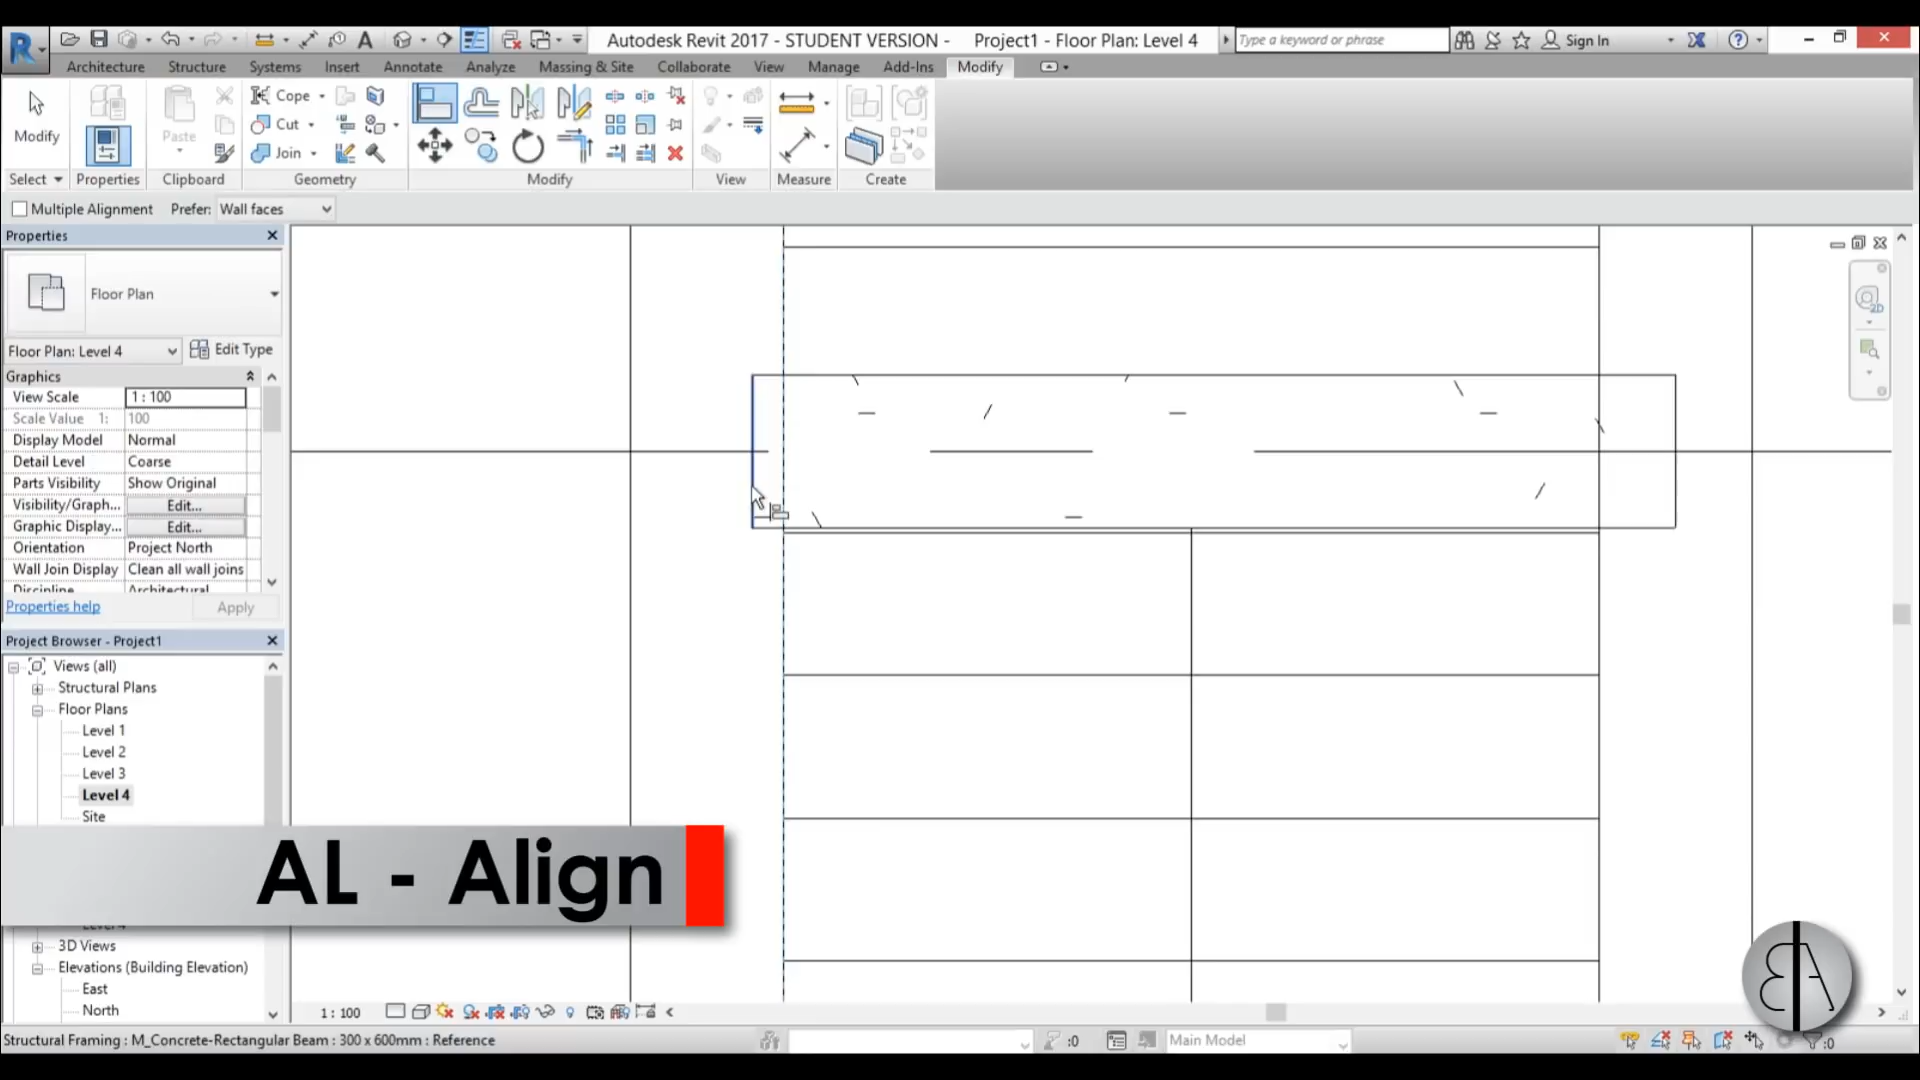 Autodesk Revit 2017 - STUDENT VERSION - Project1 - Floor Plan: Level 4
Type a keyword or phrase
Sign In
Architecture Structure Systems Insert Annotate Analyze Massing & Site Collaborate View Manage Add-Ins Modify
Modify
Paste
Cope
Cut
Join
Select Properties Clipboard Geometry Modify View Measure Create
Multiple Alignment Prefer: Wall faces
Properties
Floor Plan
Floor Plan: Level 4 Edit Type
Graphics
View Scale 1 : 100
Scale Value 1: 100
Display Model Normal
Detail Level Coarse
Parts Visibility Show Original
Visibility/Graph... Edit...
Graphic Display... Edit...
Orientation Project North
Wall Join Display Clean all wall joins
Discipline Architectural
Properties help Apply
Project Browser - Project1
Views (all)
Structural Plans
Floor Plans
Level 1
Level 2
Level 3
Level 4
Site
AL - Align
Level 4
3D Views
Elevations (Building Elevation)
East
North
1 : 100
Structural Framing : M_Concrete-Rectangular Beam : 300 x 600mm : Reference
:0
Main Model
:0